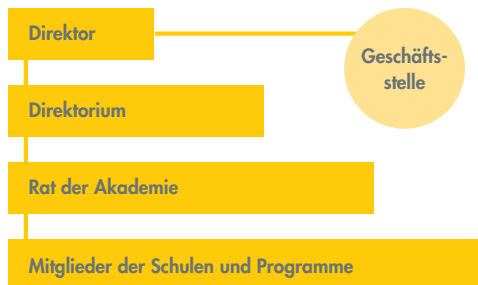 Direktor
Geschäfts-
stelle
Direktorium
Rat der Akademie
Mitglieder der Schulen und Programme